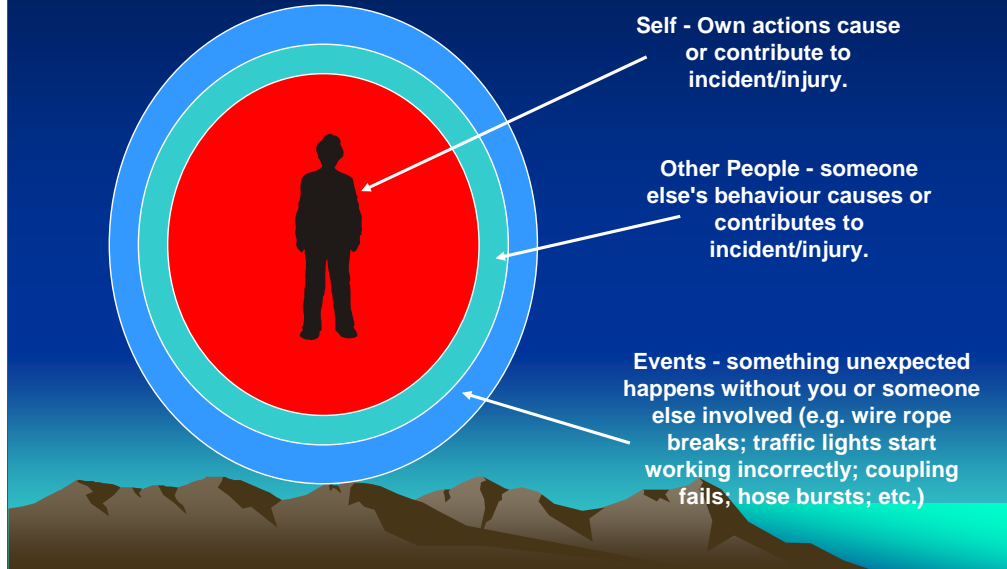 Self - Own actions cause
or contribute to
incident/injury.
Other People - someone
else's behaviour causes or
contributes to
incident/injury.
Events - something unexpected
happens without you or someone
else involved (e.g. wire rope
breaks; traffic lights start
working incorrectly; coupling
fails; hose bursts; etc.)